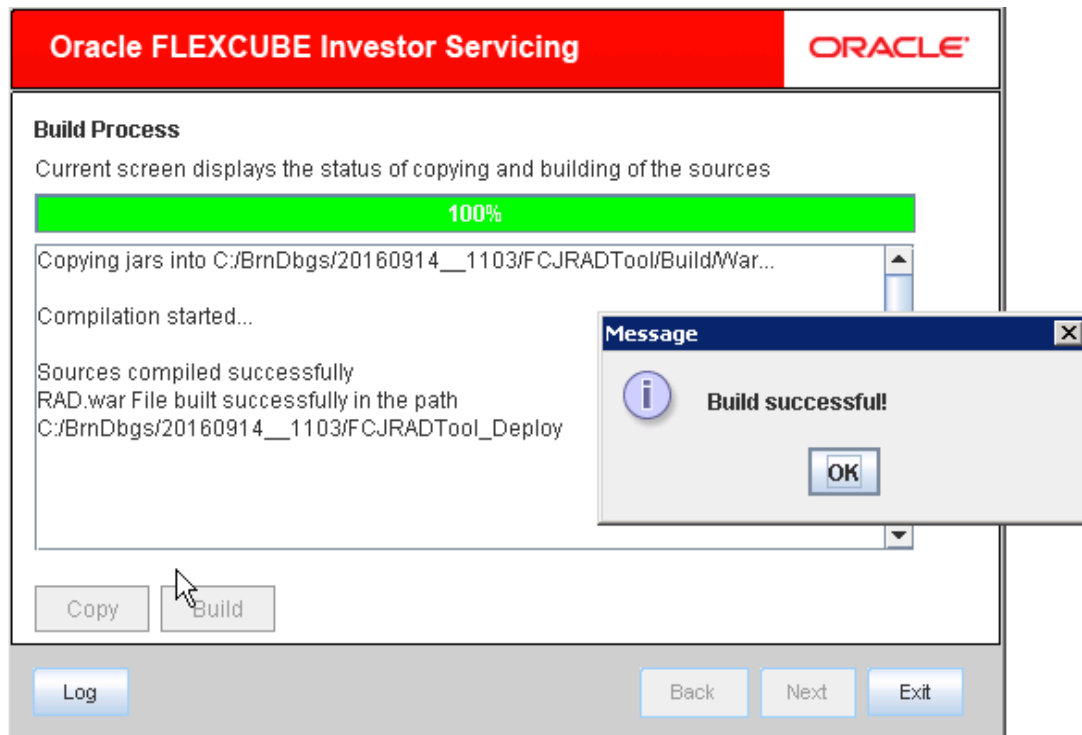 Oracle FLEXCUBE Investor Servicing
ORACLE
Build Process
Current screen displays the status of copying and building of the sources
100%
Copying jars into C:/BrnDbgs/20160914__1103/FCJRADTool/Build/War...
Compilation started...
Sources compiled successfully
RAD.war File built successfully in the path
C:/BrnDbgs/20160914__1103/FCJRADTool_Deploy
Message
i
Build successful!
OK
Copy
Build
Log
Back
Next
Exit